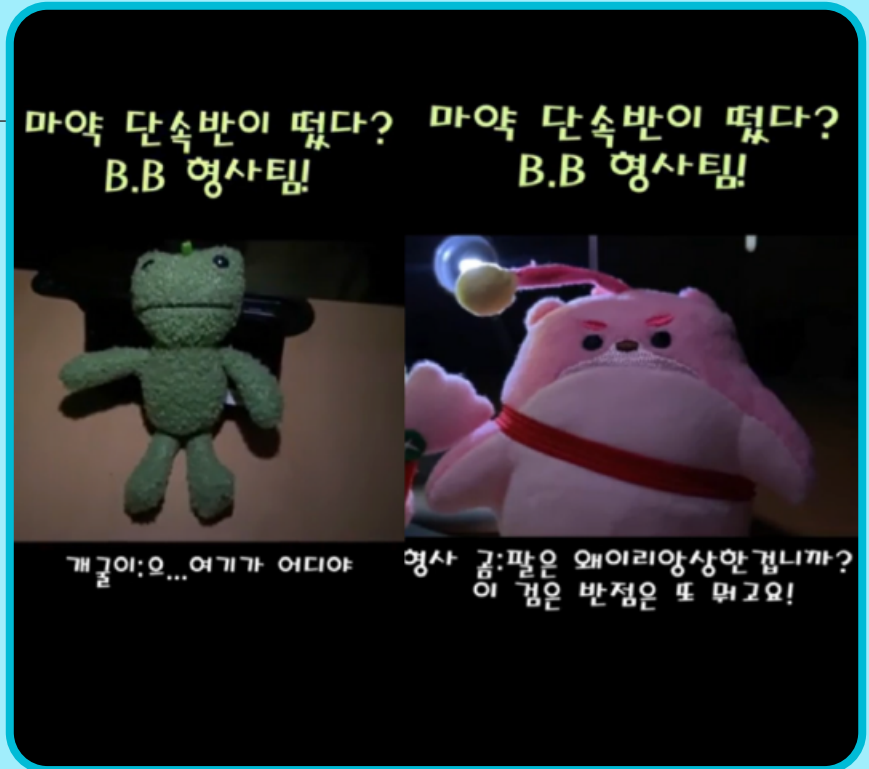 마약 단속반이 떴다?
B.B 형사팀!
개굴이:으...여기가 어디야
마약 단속반이 떴다?
B.B 형사팀!
형사 곰:팔은 왜이리앙상한겁니까?
이 검은 반점은 또 뭐고요!